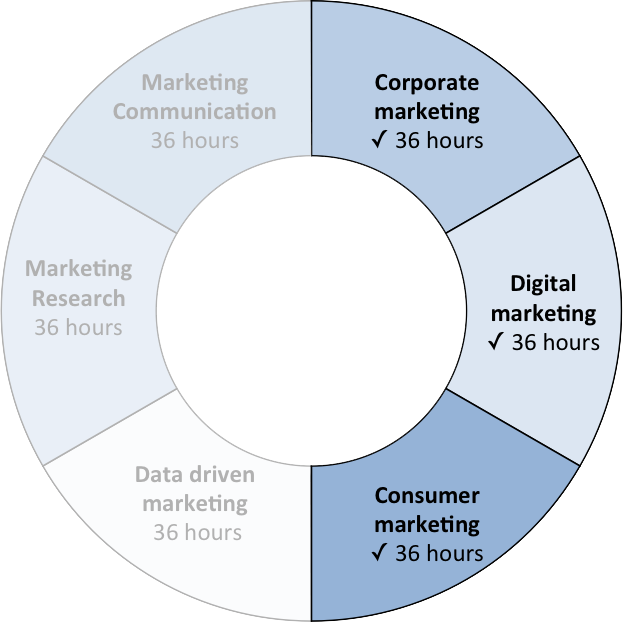 Marketing
Communication
36 hours
Corporate
marketing
✓ 36 hours
Marketing
Research
36 hours
Digital
marketing
✓ 36 hours
Data driven
marketing
36 hours
Consumer
marketing
✓ 36 hours